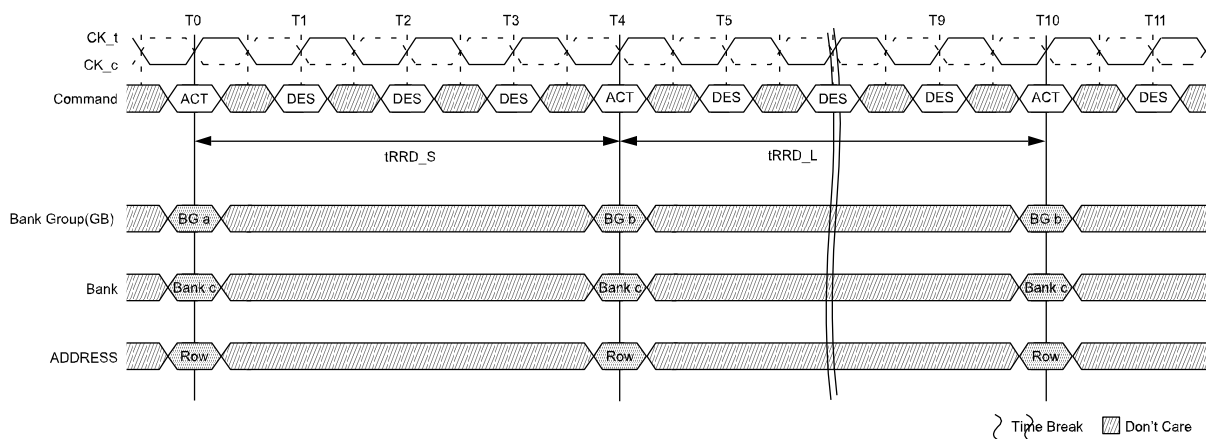 T0 T1 T2 T3 T4 T5 T9 T10 T11
CK_t
CK_c
Command ACT DES DES DES ACT DES DES DES ACT DES
tRRD_S tRRD_L
Bank Group(GB) BG a BG b BG b
Bank Bank c Bank c Bank c
ADDRESS Row Row Row
Time Break Don't Care